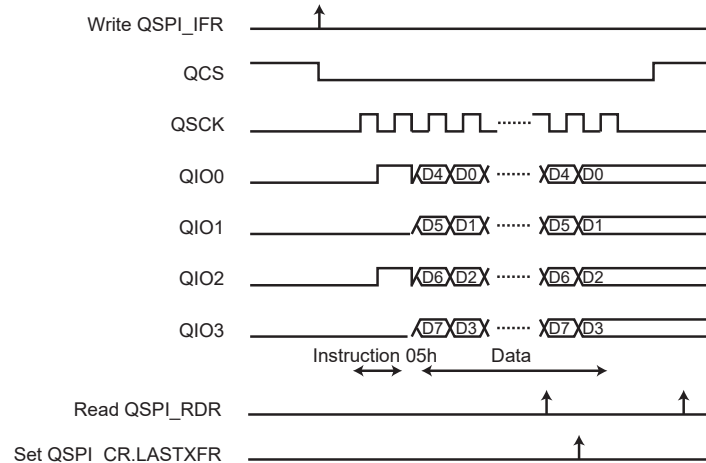 Write QSPI_IFR
QCS
QSCK
QIO0 D4 D0 D4 D0
QIO1 D5 D1 D5 D1
QIO2 D6 D2 D6 D2
QIO3 D7 D3 D7 D3
Instruction 05h Data
Read QSPI_RDR
Set QSPI_CR.LASTXFR